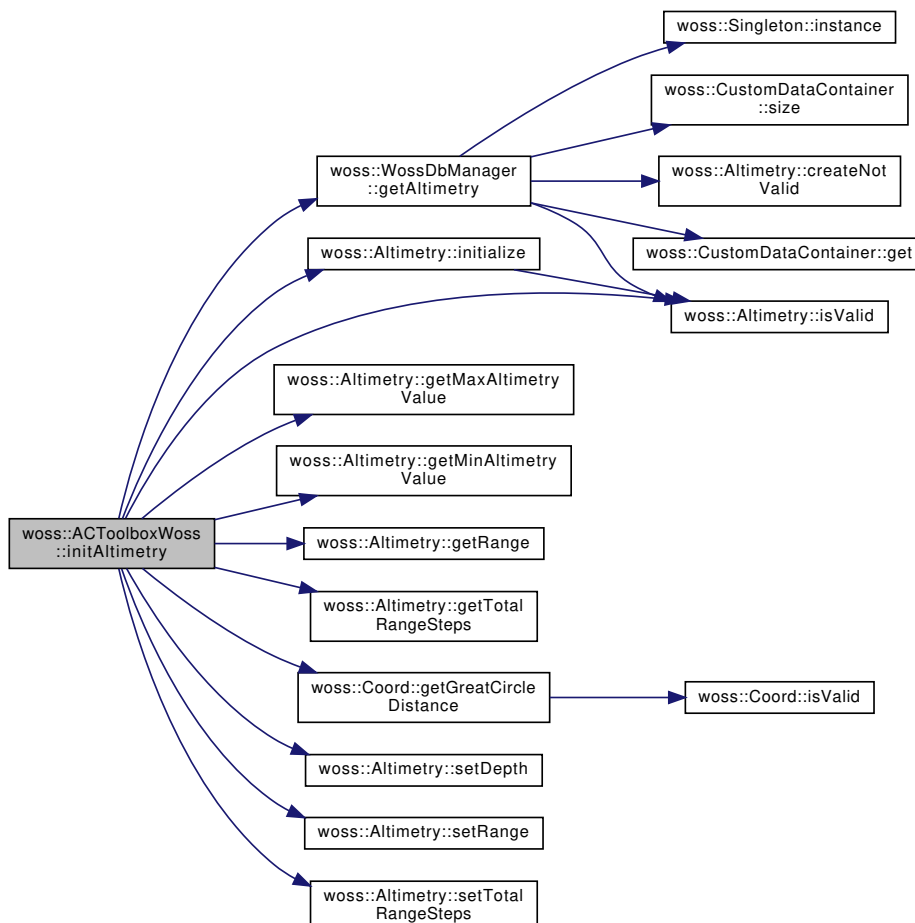 woss::Singleton::instance
woss::CustomDataContainer
::size
woss::WossDbManager
::getAltimetry
woss::Altimetry::createNot
Valid
woss::Altimetry::initialize
woss::CustomDataContainer::get
woss::Altimetry::isValid
woss::Altimetry::getMaxAltimetry
Value
woss::Altimetry::getMinAltimetry
Value
woss::ACToolboxWoss
::initAltimetry
woss::Altimetry::getRange
woss::Altimetry::getTotal
RangeSteps
woss::Coord::getGreatCircle
Distance
woss::Coord::isValid
woss::Altimetry::setDepth
woss::Altimetry::setRange
woss::Altimetry::setTotal
RangeSteps